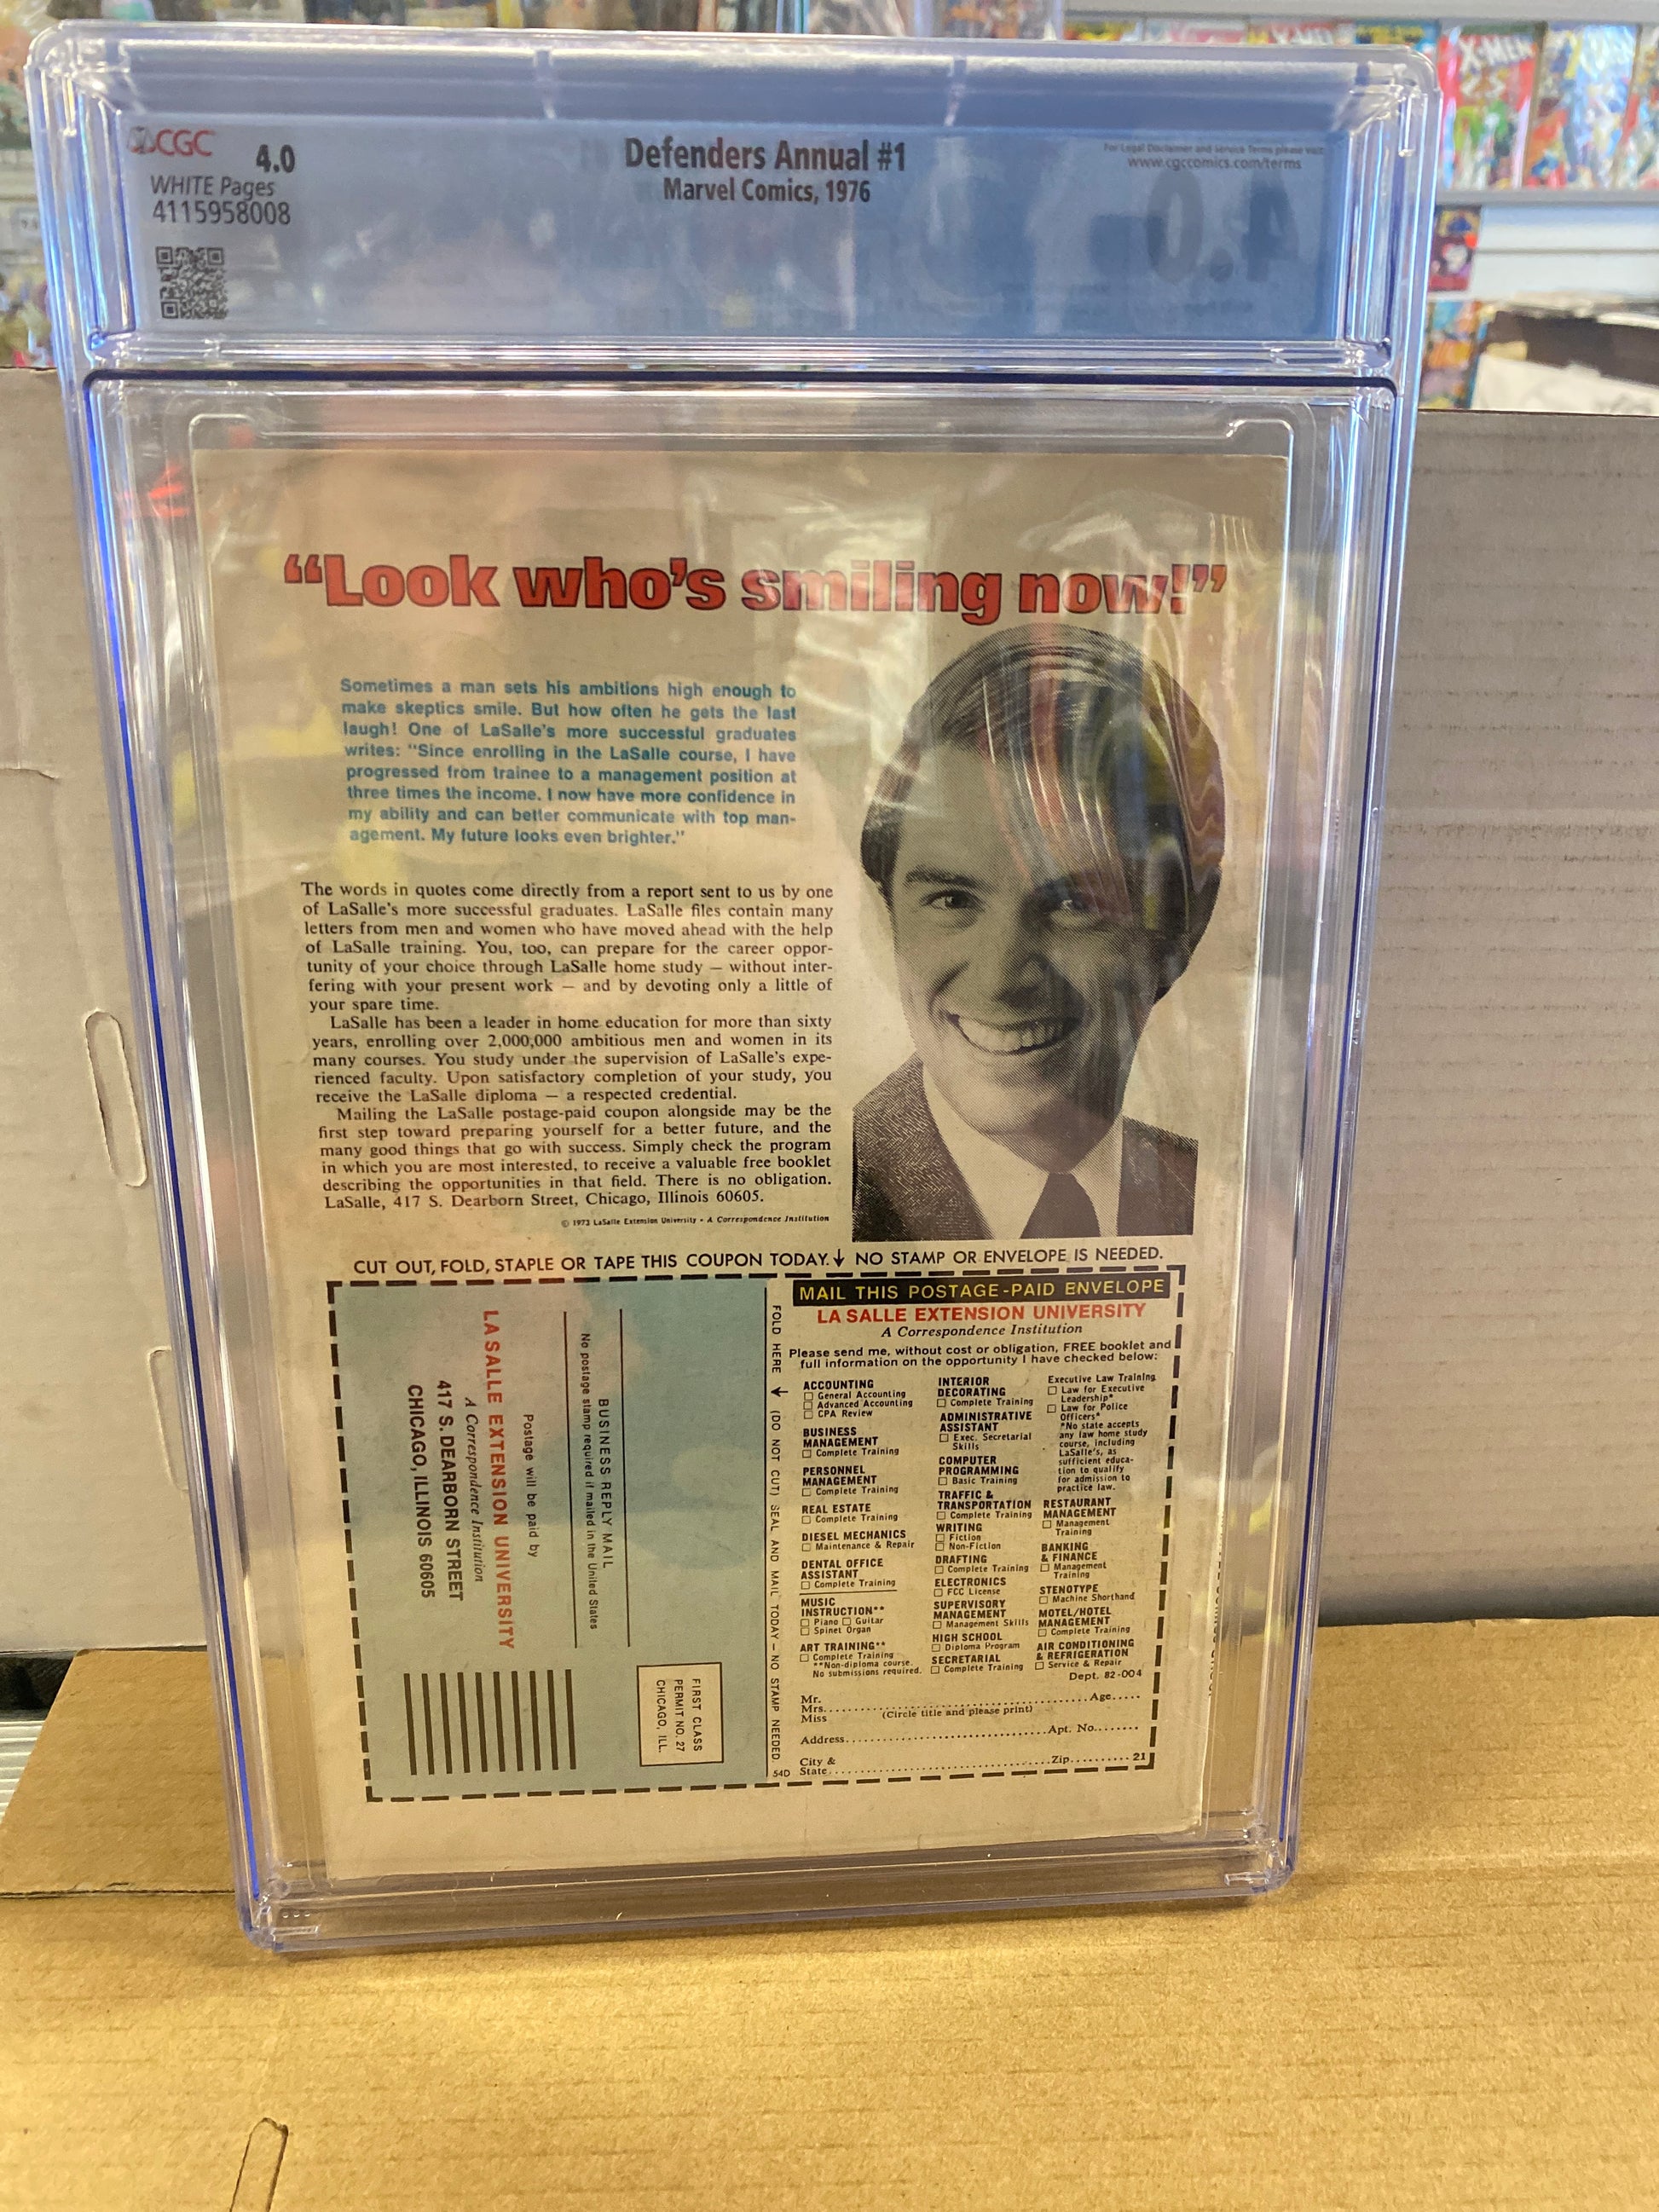 CGC
4.0
WHITE Pages
4115958008
Defenders Annual #1
Marvel Comics, 1976
For Legal Disclaimer and Service Terms please visit:
www.cgccomics.com/terms
4.0
X-MEN
“Look who’s smiling now!”
Sometimes a man sets his ambitions high enough to
make skeptics smile. But how often he gets the last
laugh! One of LaSalle's more successful graduates
writes: "Since enrolling in the LaSalle course, I have
progressed from trainee to a management position at
three times the income. I now have more confidence in
my ability and can better communicate with top man-
agement. My future looks even brighter."
The words in quotes come directly from a report sent to us by one
of LaSalle's more successful graduates. LaSalle files contain many
letters from men and women who have moved ahead with the help
of LaSalle training. You, too, can prepare for the career oppor-
tunity of your choice through LaSalle home study — without inter-
fering with your present work — and by devoting only a little of
your spare time.
LaSalle has been a leader in home education for more than sixty
years, enrolling over 2,000,000 ambitious men and women in its
many courses. You study under the supervision of LaSalle's expe-
rienced faculty. Upon satisfactory completion of your study, you
receive the LaSalle diploma — a respected credential.
Mailing the LaSalle postage-paid coupon alongside may be the
first step toward preparing yourself for a better future, and the
many good things that go with success. Simply check the program
in which you are most interested, to receive a valuable free booklet
describing the opportunities in that field. There is no obligation.
LaSalle, 417 S. Dearborn Street, Chicago, Illinois 60605.
© 1973 LaSalle Extension University • A Correspondence Institution
CUT OUT, FOLD, STAPLE OR TAPE THIS COUPON TODAY.↓ NO STAMP OR ENVELOPE IS NEEDED.
FIRST CLASS
PERMIT NO. 27
CHICAGO, ILL.
BUSINESS REPLY MAIL
No postage stamp required if mailed in the United States
Postage will be paid by
LA SALLE EXTENSION UNIVERSITY
A Correspondence Institution
417 S. DEARBORN STREET
CHICAGO, ILLINOIS 60605
FOLD HERE ↓ (DO NOT CUT) SEAL AND MAIL TODAY – NO STAMP NEEDED.
54D
MAIL THIS POSTAGE-PAID ENVELOPE
LA SALLE EXTENSION UNIVERSITY
A Correspondence Institution
Please send me, without cost or obligation, FREE booklet and
full information on the opportunity I have checked below:
ACCOUNTING
☐ General Accounting
☐ Advanced Accounting
☐ CPA Review
BUSINESS
MANAGEMENT
☐ Complete Training
PERSONNEL
MANAGEMENT
☐ Complete Training
REAL ESTATE
☐ Complete Training
DIESEL MECHANICS
☐ Maintenance & Repair
DENTAL OFFICE
ASSISTANT
☐ Complete Training
MUSIC
INSTRUCTION**
☐ Piano ☐ Guitar
☐ Spinet Organ
ART TRAINING**
☐ Complete Training
**Non-diploma course.
No submissions required.
INTERIOR
DECORATING
☐ Complete Training
ADMINISTRATIVE
ASSISTANT
☐ Exec. Secretarial
Skills
COMPUTER
PROGRAMMING
☐ Basic Training
TRAFFIC &
TRANSPORTATION
☐ Complete Training
WRITING
☐ Fiction
☐ Non-Fiction
DRAFTING
☐ Complete Training
ELECTRONICS
☐ FCC License
SUPERVISORY
MANAGEMENT
☐ Management Skills
HIGH SCHOOL
☐ Diploma Program
SECRETARIAL
☐ Complete Training
Executive Law Training
☐ Law for Executive
Leadership*
☐ Law for Police
Officers*
*No state accepts
any law home study
course, including
LaSalle's, as
sufficient educa-
tion to qualify
for admission to
practice law.
RESTAURANT
MANAGEMENT
☐ Management
Training
BANKING
& FINANCE
☐ Management
Training
STENOTYPE
☐ Machine Shorthand
MOTEL/HOTEL
MANAGEMENT
☐ Complete Training
AIR CONDITIONING
& REFRIGERATION
☐ Service & Repair
Dept. 82-004
Mr.
Mrs.......Age.....
Miss (Circle title and please print)
Address.......Apt. No........
City &
State.......Zip.......... 21